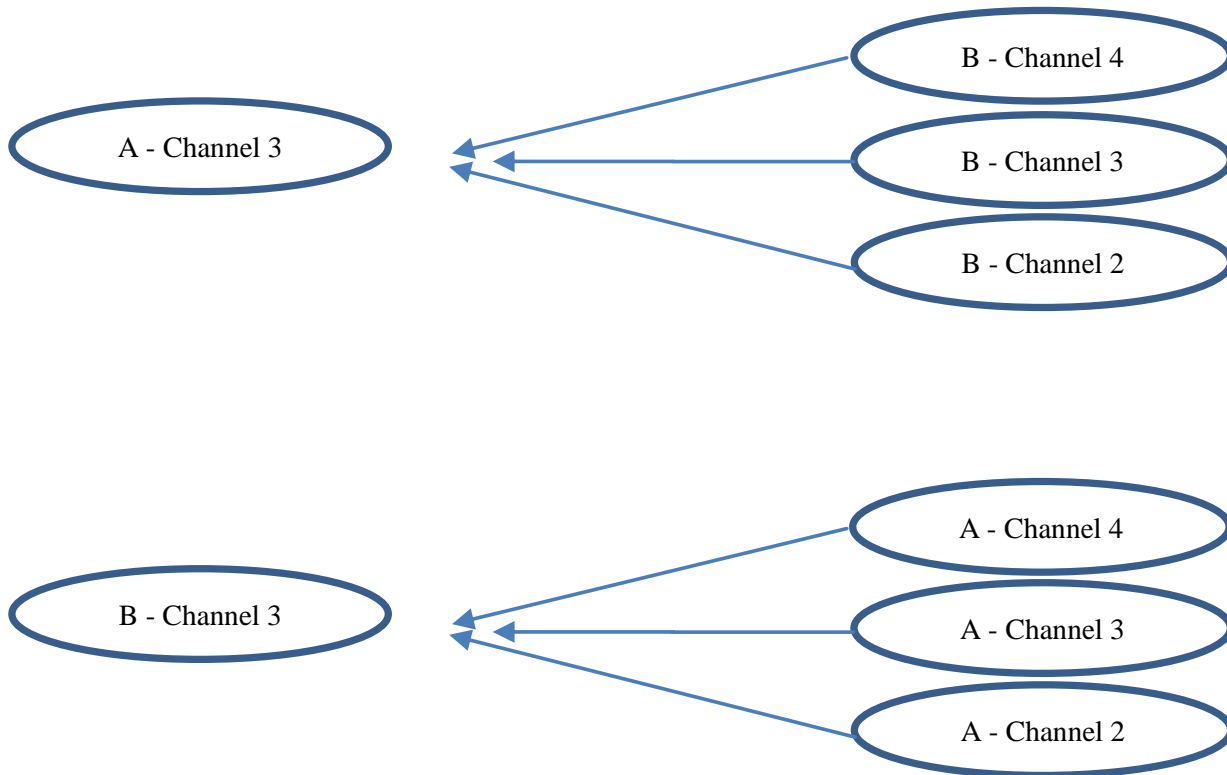 B - Channel 4
A - Channel 3
B - Channel 3
B - Channel 2
A - Channel 4
B - Channel 3
A - Channel 3
A - Channel 2